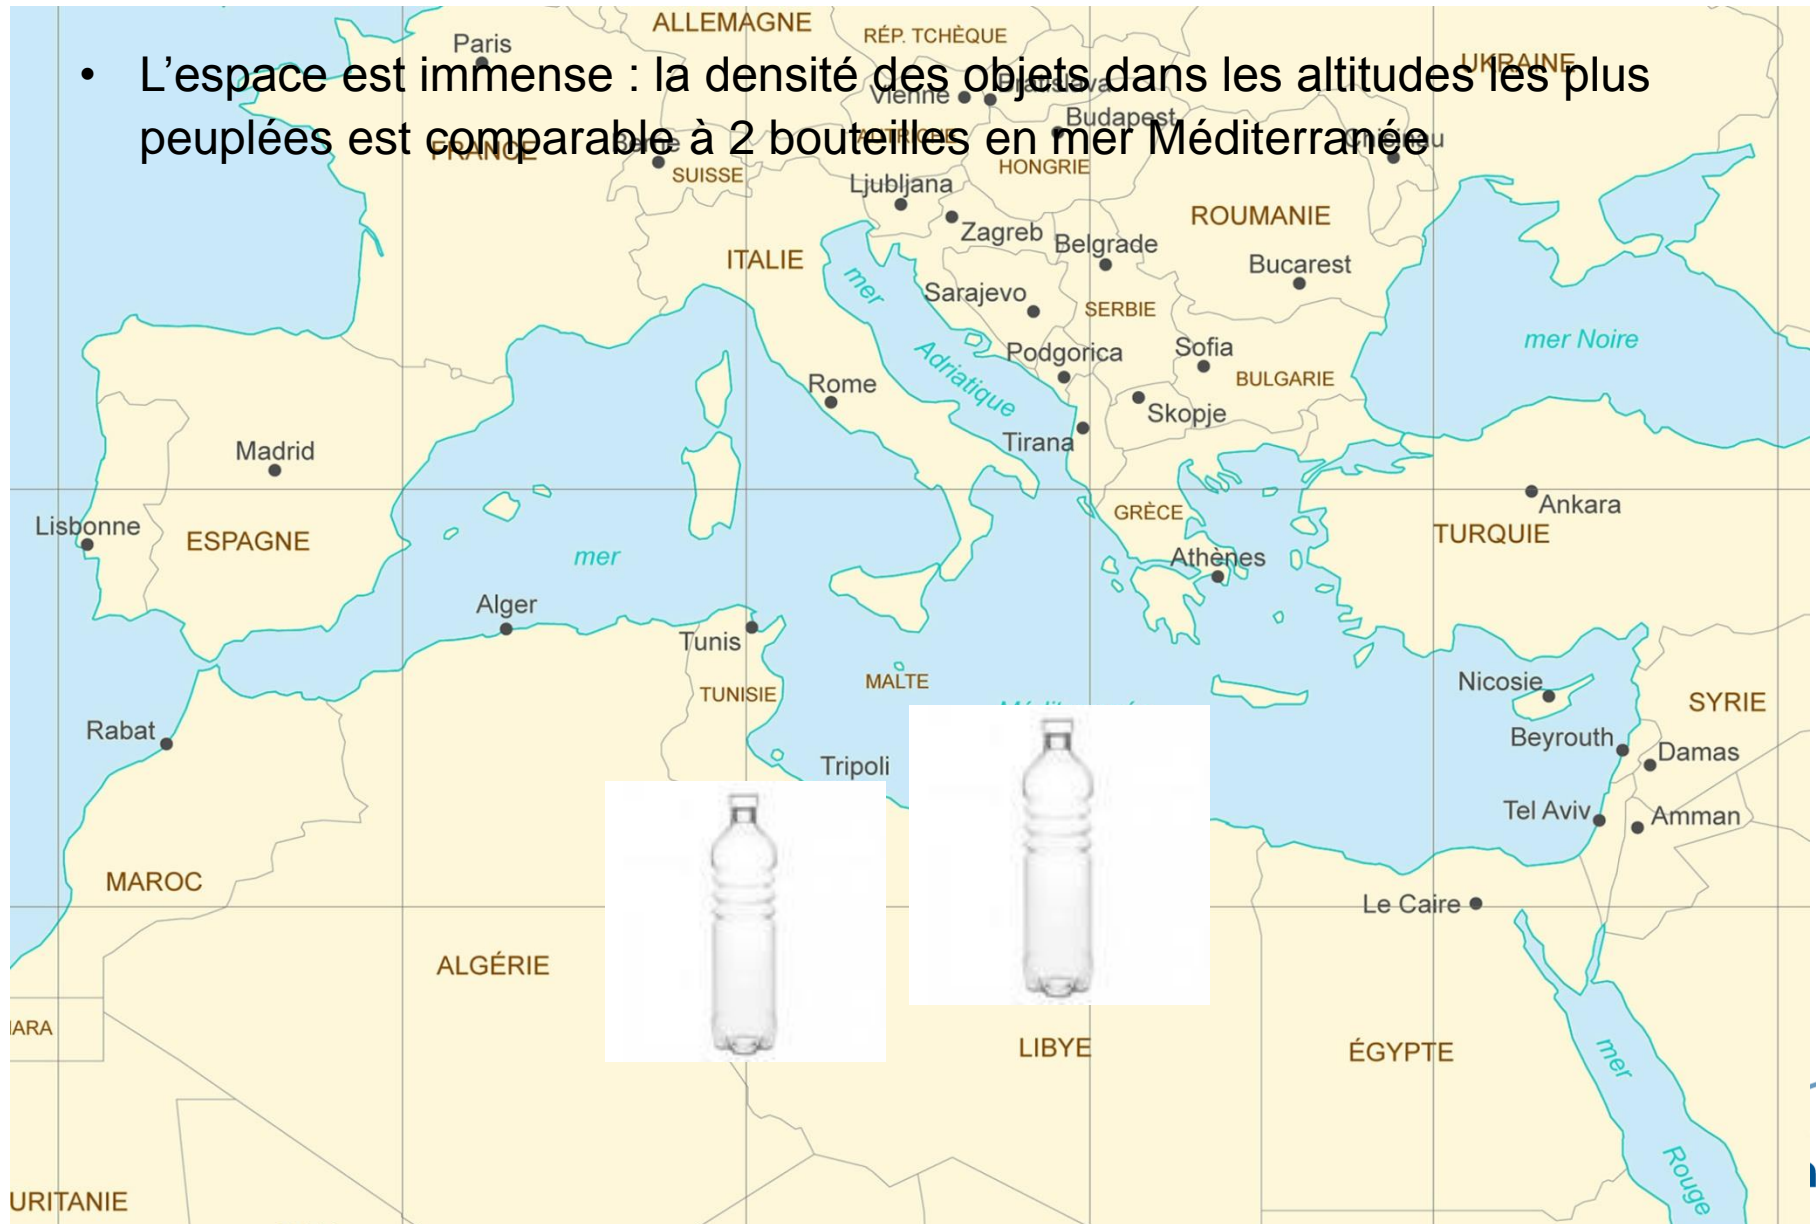 • L’espace est immense : la densité des objets dans les altitudes les plus
peuplées est comparable à 2 bouteilles en mer Méditerranée
ALLEMAGNE
RÉP. TCHÈQUE
Paris
UKRAINE
Vienne
Bratislava
Budapest
FRANCE
Berne
AUTRICHE
Chisinau
SUISSE
HONGRIE
Ljubljana
ROUMANIE
Zagreb
Belgrade
ITALIE
Bucarest
mer
Adriatique
Sarajevo
SERBIE
mer Noire
Podgorica
Sofia
BULGARIE
Rome
Skopje
Tirana
Madrid
Ankara
GRÈCE
Lisbonne
ESPAGNE
TURQUIE
mer
Athènes
Alger
Tunis
MALTE
TUNISIE
Nicosie
SYRIE
Rabat
Beyrouth
Damas
Tripoli
Tel Aviv
Amman
MAROC
Le Caire
ALGÉRIE
ARA
LIBYE
ÉGYPTE
mer
Rouge
URITANIE